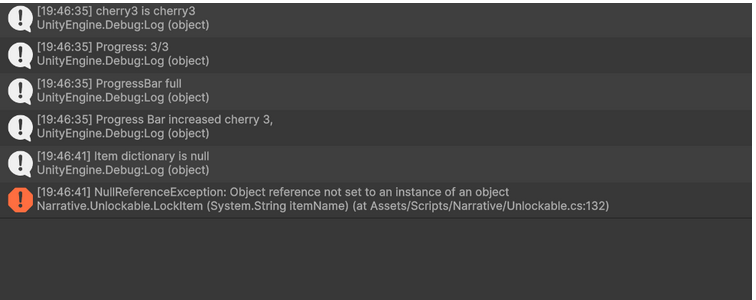 [19:46:35] cherry3 is cherry3
UnityEngine.Debug:Log (object)
[19:46:35] Progress: 3/3
UnityEngine.Debug:Log (object)
[19:46:35] ProgressBar full
UnityEngine.Debug:Log (object)
[19:46:35] Progress Bar increased cherry 3,
UnityEngine.Debug:Log (object)
[19:46:41] Item dictionary is null
UnityEngine.Debug:Log (object)
[19:46:41] NullReferenceException: Object reference not set to an instance of an object
Narrative.Unlockable.LockItem (System.String itemName) (at Assets/Scripts/Narrative/Unlockable.cs:132)